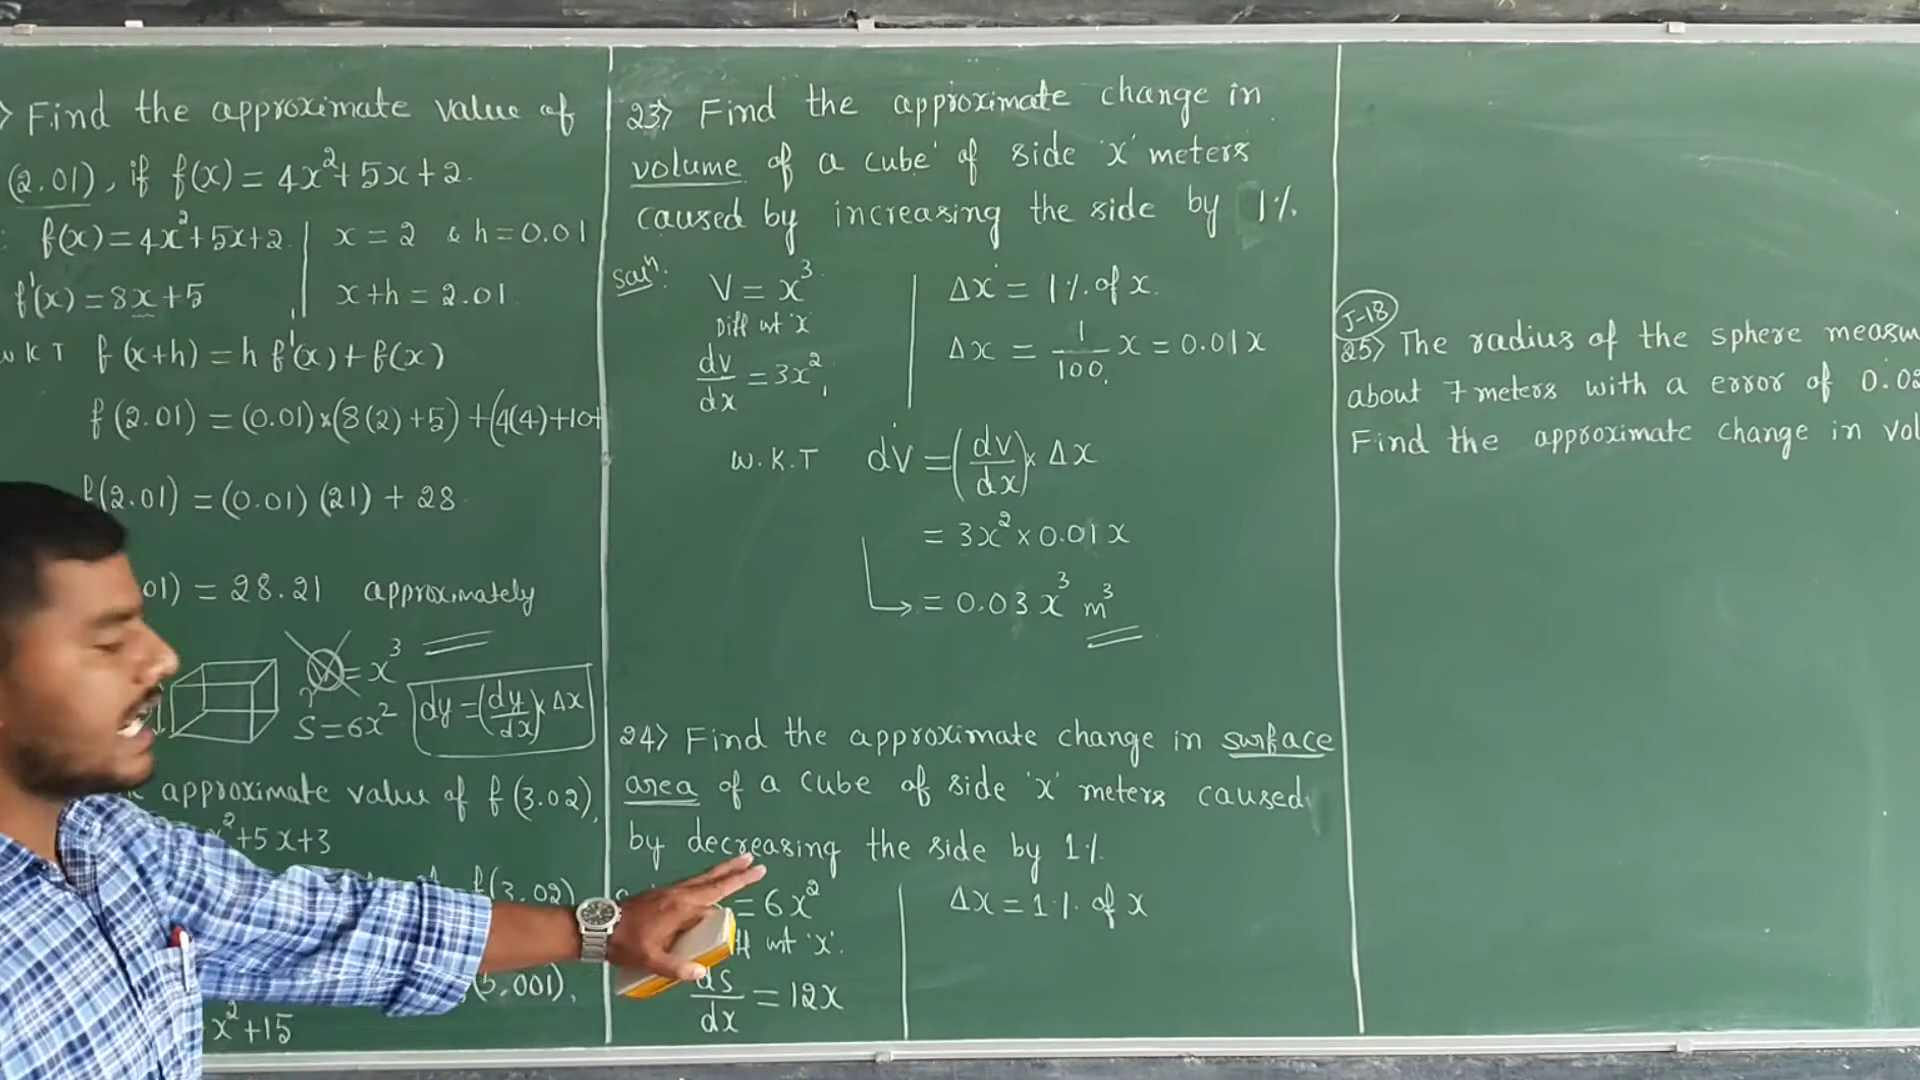 Find the approximate value of
(2.01), if f(x) = 4x²+5x+2.
f(x) = 4x²+5x+2 | x = 2 & h = 0.01
f'(x) = 8x+5 | x+h = 2.01
W K T f(x+h) = h f'(x) + f(x)
f(2.01) = (0.01)×(8(2)+5) + (4(4)+10+
f(2.01) = (0.01)(21) + 28
01) = 28.21 approximately
V = x³
S = 6x² dy = (dy/dx)× Δx
approximate value of f(3.02),
x²+5x+3
f(3.02)
(5.001),
x²+15
23> Find the approximate change in
volume of a cube of side 'x' meters
caused by increasing the side by 1%.
Solⁿ: V = x³ | Δx = 1% of x.
Diff wt 'x'
dv/dx = 3x² | Δx = 1/100 x = 0.01x
W.K.T dv = (dv/dx)× Δx
= 3x² × 0.01x
= 0.03x³ m³
24> Find the approximate change in surface
area of a cube of side 'x' meters caused
by decreasing the side by 1%.
= 6x² | Δx = 1% of x
wt 'x'.
ds/dx = 12x
J-18
25> The radius of the sphere measu
about 7 meters with a error of 0.0
Find the approximate change in vol